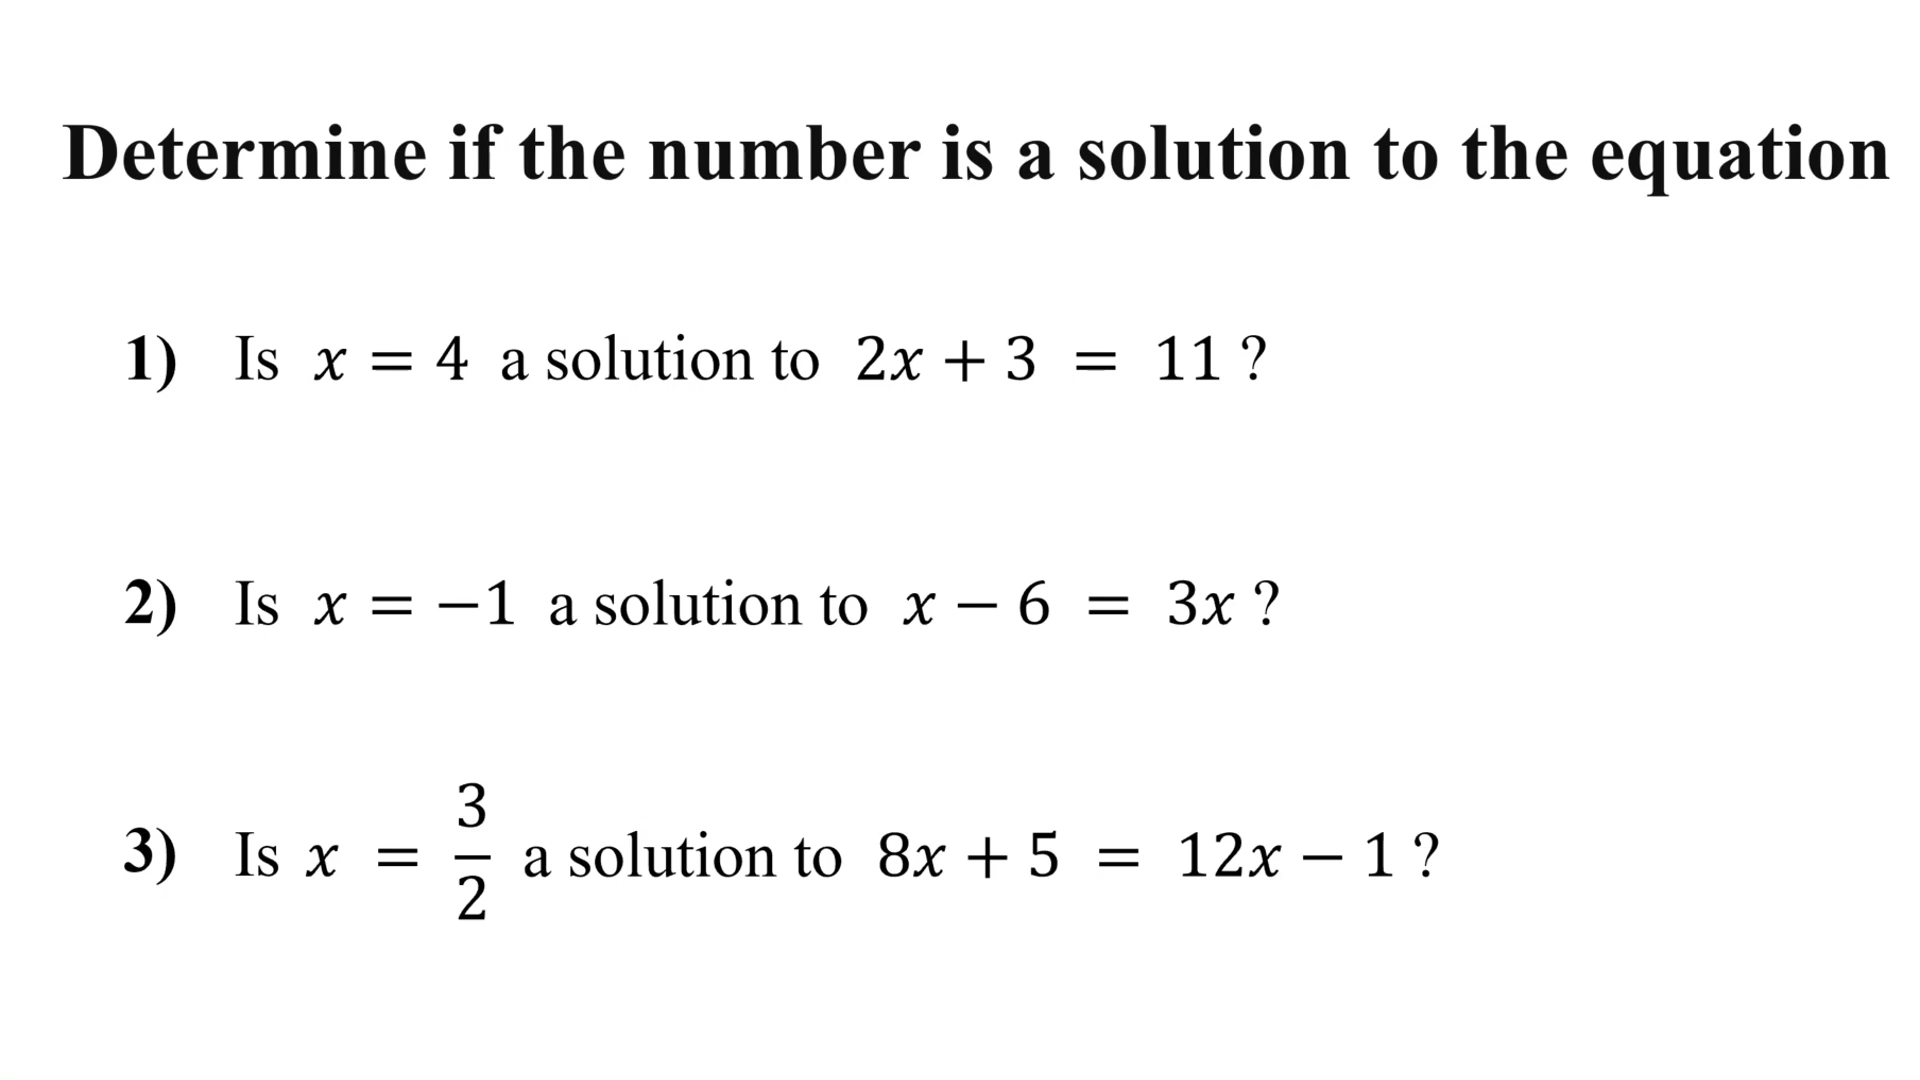 Determine if the number is a solution to the equation
1) Is x = 4 a solution to 2x + 3 = 11 ?
2) Is x = −1 a solution to x − 6 = 3x ?
3) Is x = 3/2 a solution to 8x + 5 = 12x − 1 ?